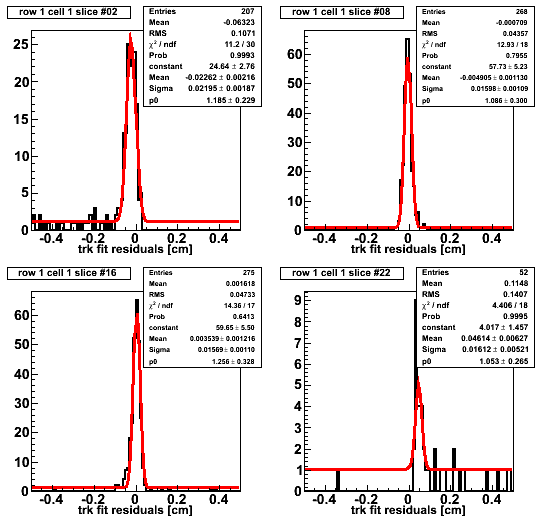 row 1 cell 1 slice #02
Entries 207
Mean -0.06323
RMS 0.1071
χ² / ndf 11.2 / 30
Prob 0.9993
constant 24.64 ± 2.76
Mean -0.02262 ± 0.00216
Sigma 0.02195 ± 0.00187
p0 1.185 ± 0.229
25
20
15
10
5
0
-0.4 -0.2 0 0.2 0.4
trk fit residuals [cm]
row 1 cell 1 slice #08
Entries 268
Mean -0.000709
RMS 0.04357
χ² / ndf 12.93 / 18
Prob 0.7955
constant 57.73 ± 5.23
Mean -0.004905 ± 0.001130
Sigma 0.01598 ± 0.00109
p0 1.086 ± 0.300
60
50
40
30
20
10
0
-0.4 -0.2 0 0.2 0.4
trk fit residuals [cm]
row 1 cell 1 slice #16
Entries 275
Mean 0.001618
RMS 0.04733
χ² / ndf 14.36 / 17
Prob 0.6413
constant 59.65 ± 5.50
Mean 0.003539 ± 0.001216
Sigma 0.01569 ± 0.00110
p0 1.256 ± 0.328
60
50
40
30
20
10
0
-0.4 -0.2 0 0.2 0.4
trk fit residuals [cm]
row 1 cell 1 slice #22
Entries 52
Mean 0.1148
RMS 0.1407
χ² / ndf 4.406 / 18
Prob 0.9995
constant 4.017 ± 1.457
Mean 0.04614 ± 0.00627
Sigma 0.01612 ± 0.00521
p0 1.053 ± 0.265
9
8
7
6
5
4
3
2
1
0
-0.4 -0.2 0 0.2 0.4
trk fit residuals [cm]